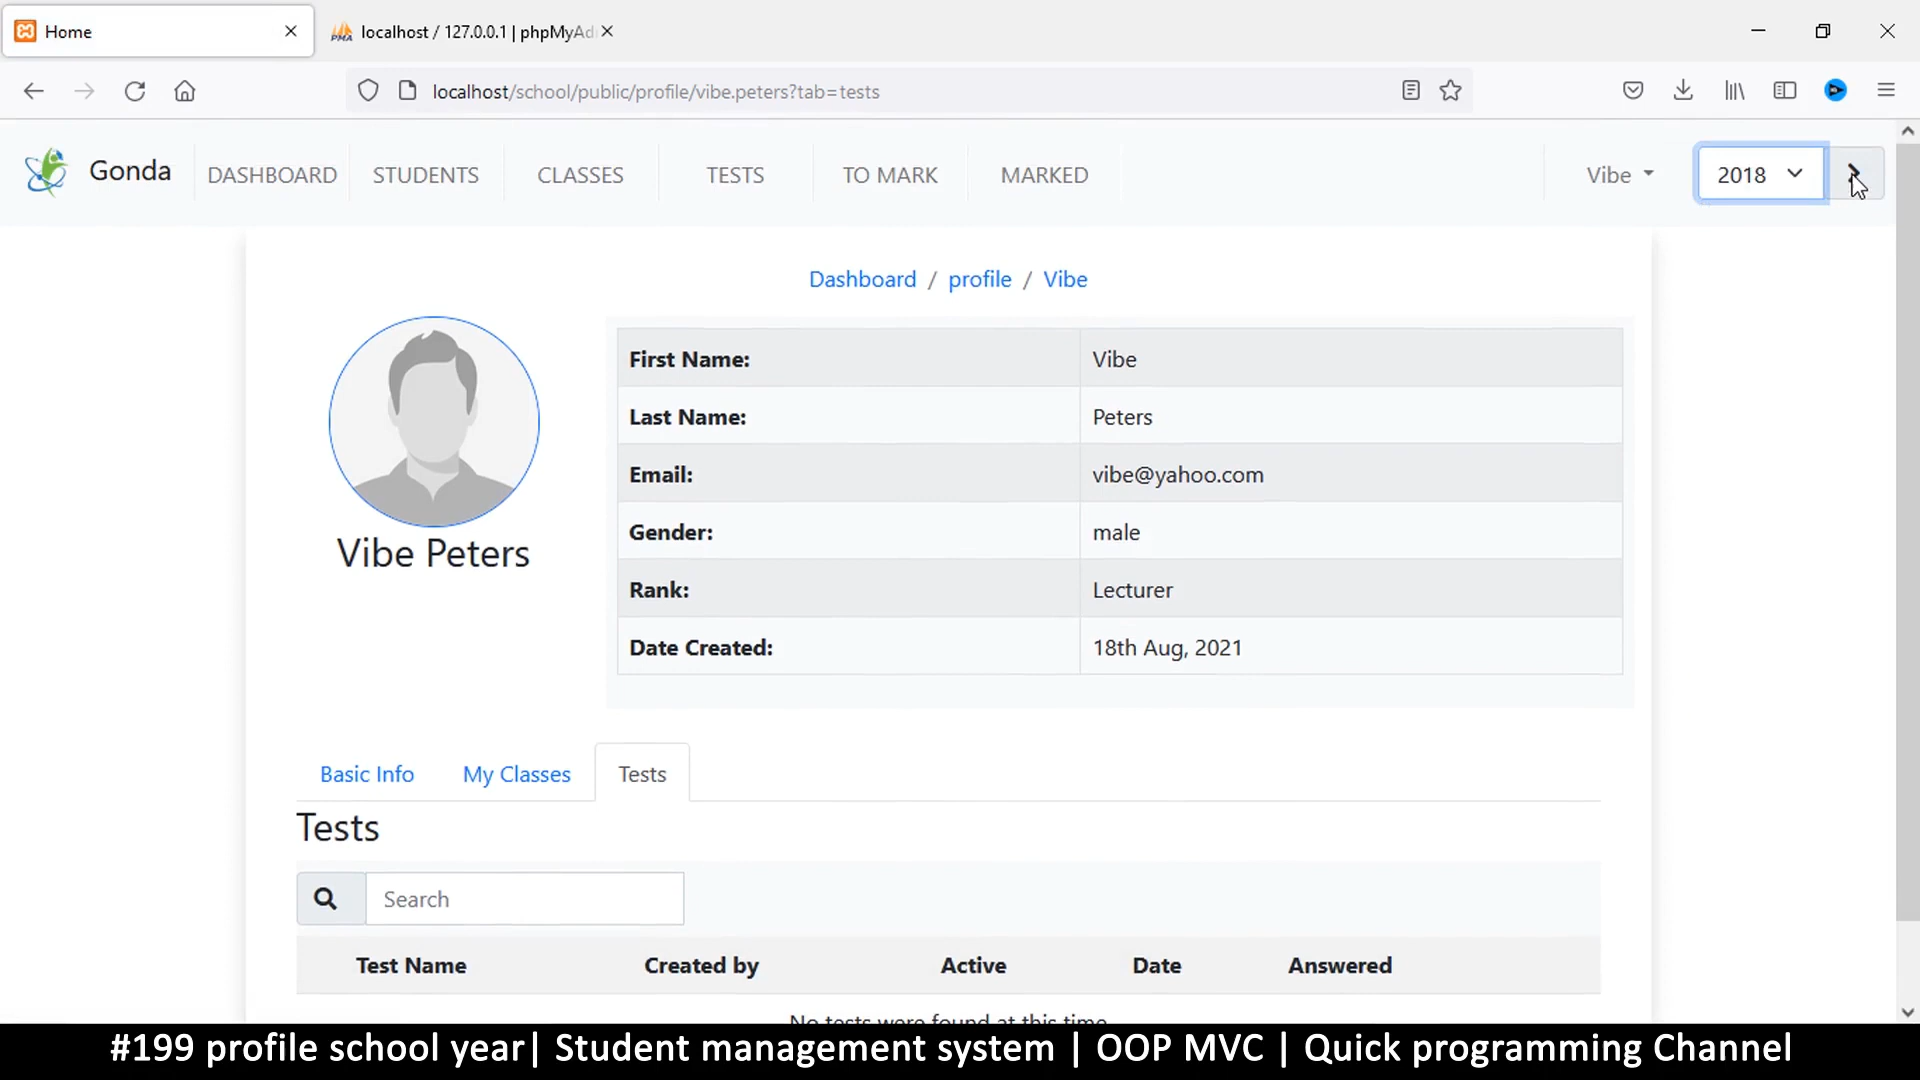 Home
localhost / 127.0.0.1 | phpMyAd
PMA
localhost/school/public/profile/vibe.peters?tab=tests
Gonda
DASHBOARD
STUDENTS
CLASSES
TESTS
TO MARK
MARKED
Vibe
2018
Dashboard / profile / Vibe
First Name: Vibe
Last Name: Peters
Email: vibe@yahoo.com
Gender: male
Rank: Lecturer
Date Created: 18th Aug, 2021
Vibe Peters
Basic Info
My Classes
Tests
Tests
Search
Test Name Created by Active Date Answered
No tests were found at this time
#199 profile school year| Student management system | OOP MVC | Quick programming Channel